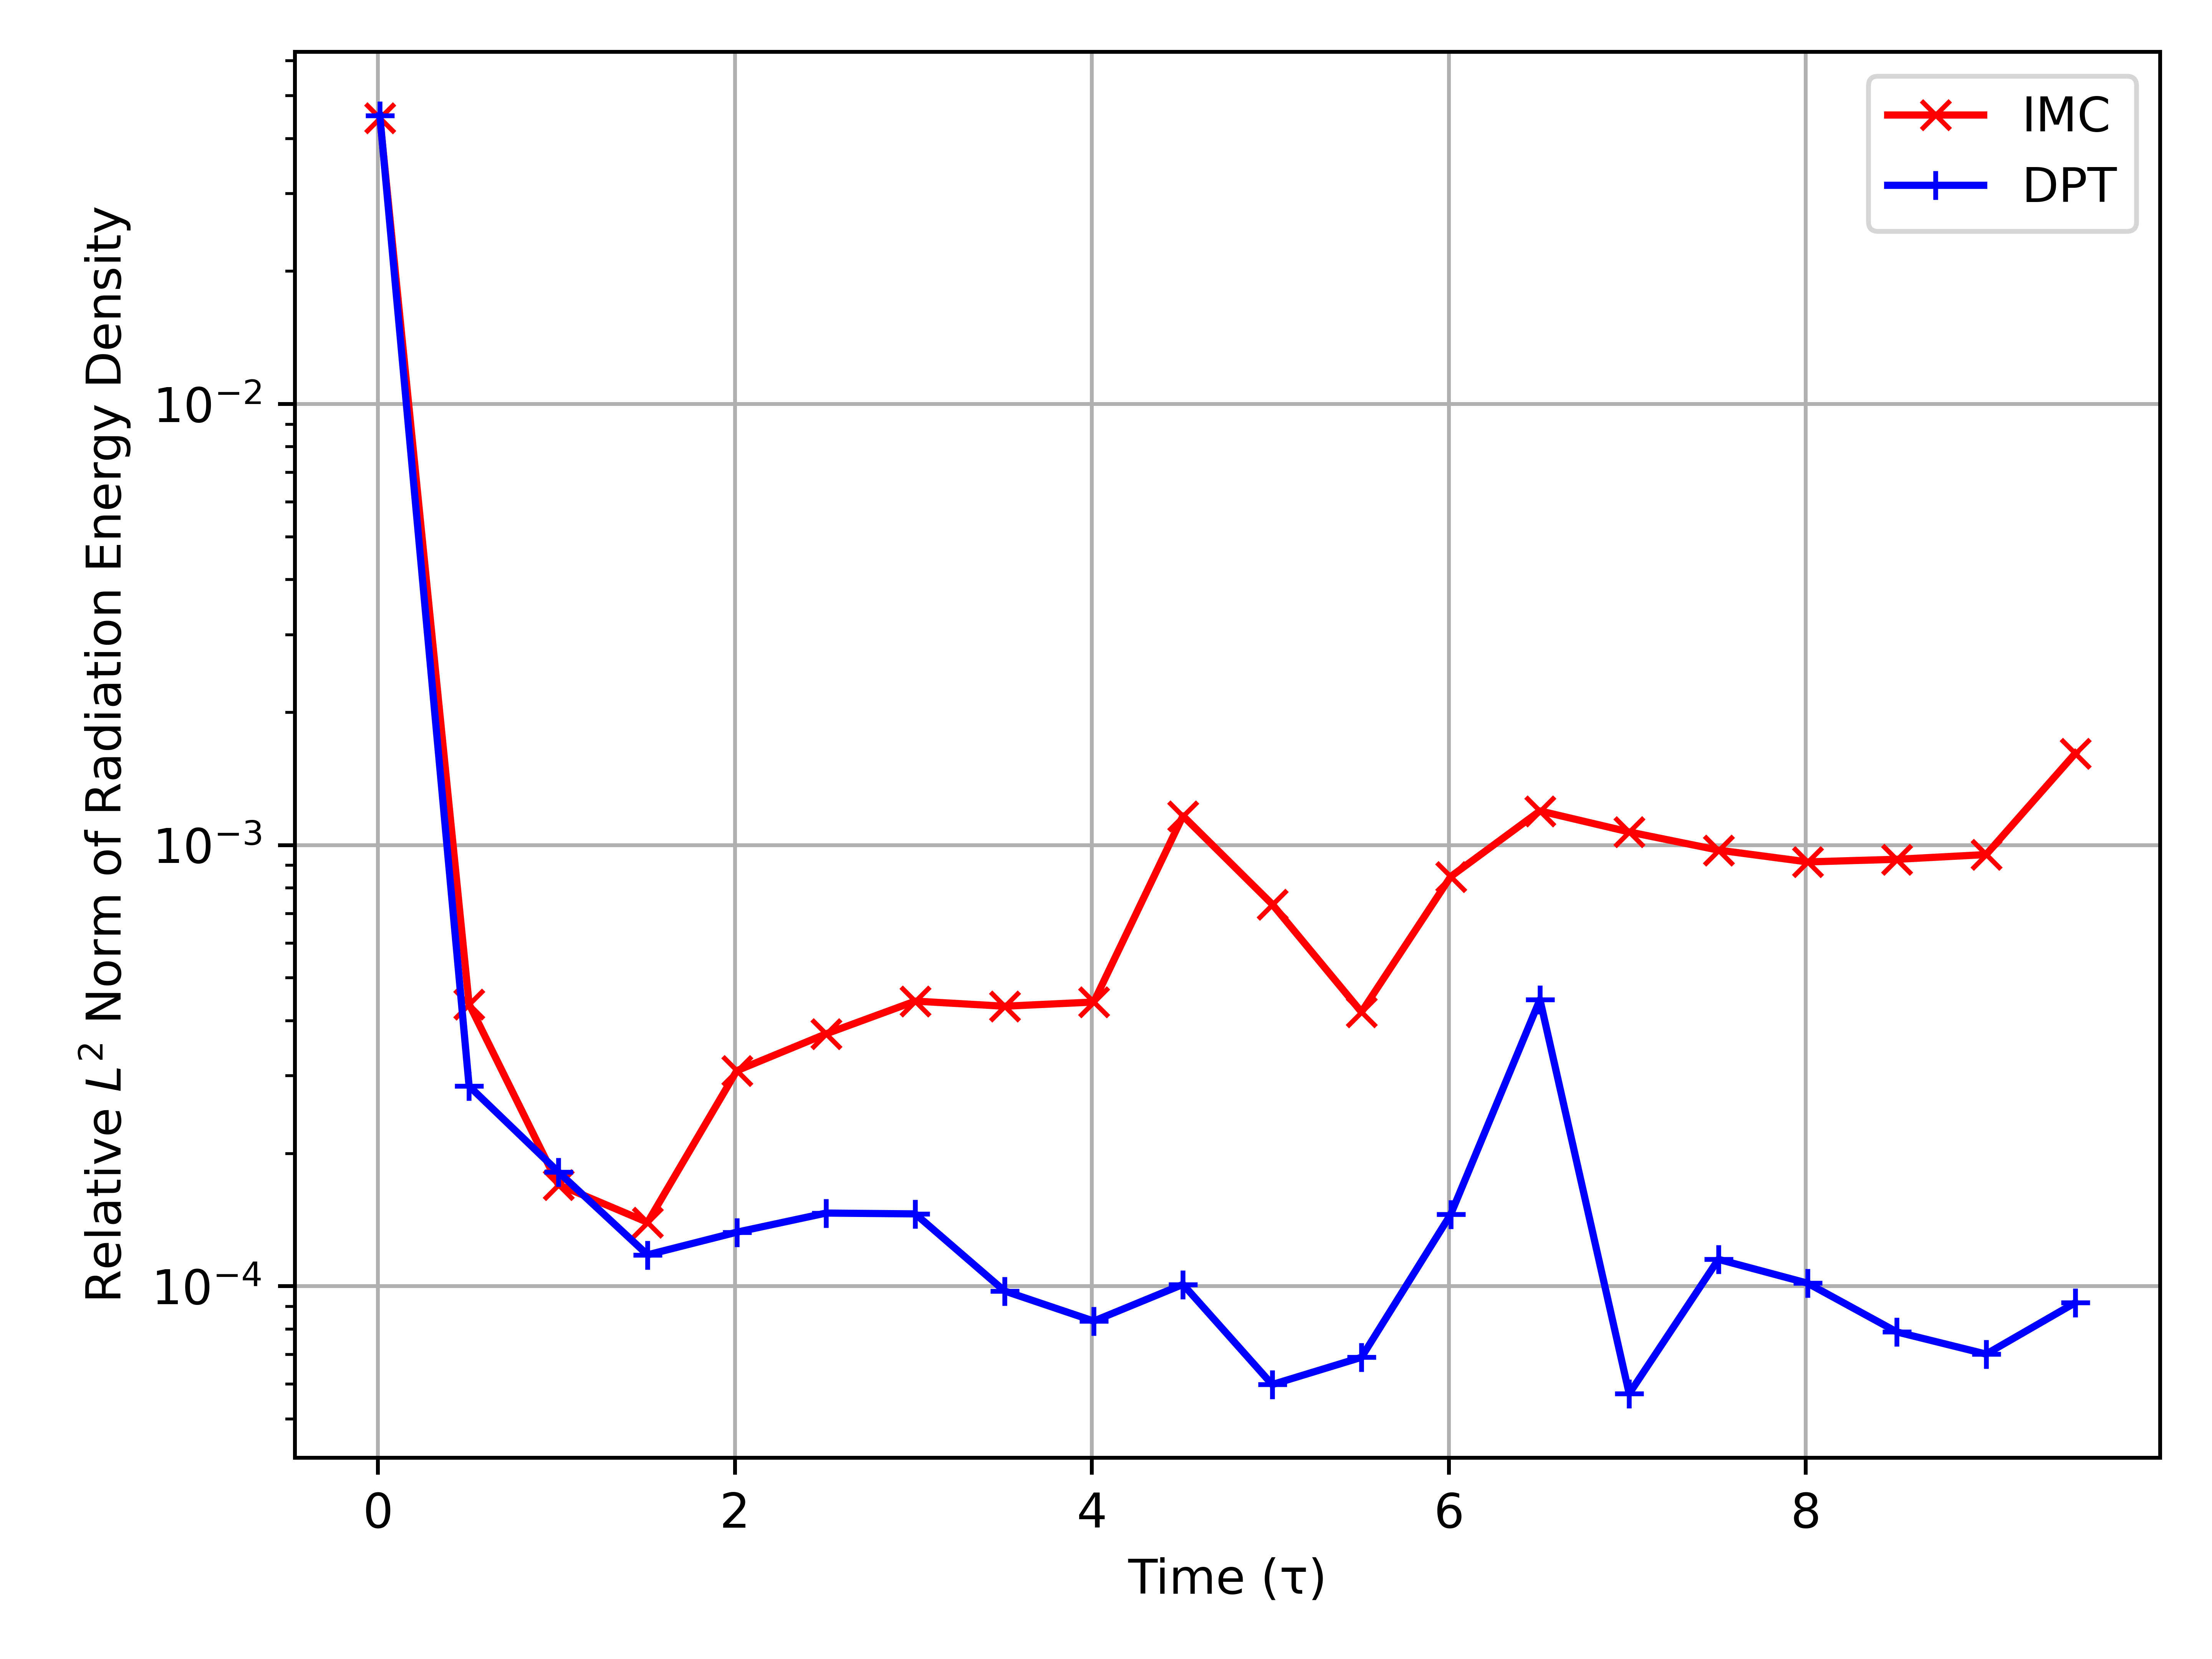 IMC
DPT
Relative L² Norm of Radiation Energy Density
10⁻²
10⁻³
10⁻⁴
0 2 4 6 8
Time (τ)